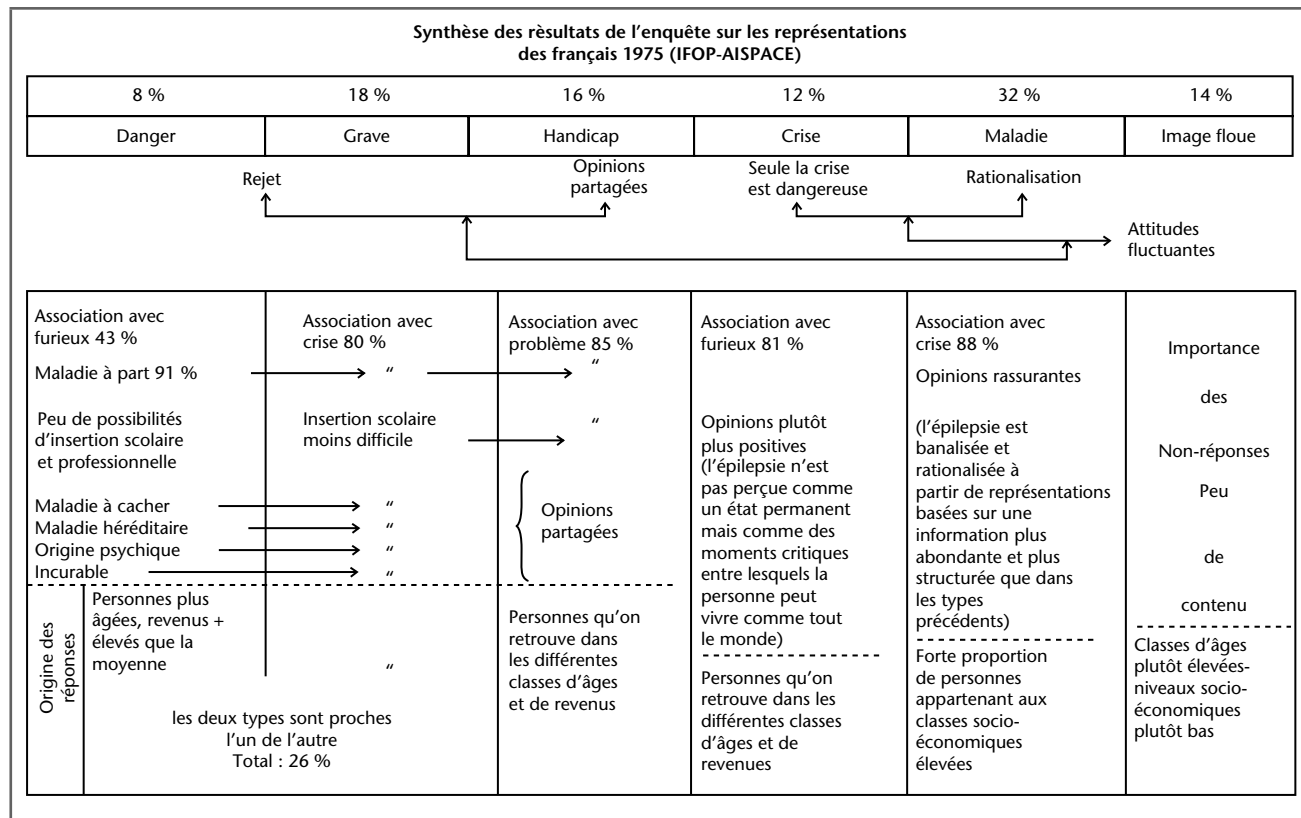 Synthèse des rèsultats de l’enquête sur les représentations
des français 1975 (IFOP-AISPACE)
8 % 18 % 16 % 12 % 32 % 14 %
Danger Grave Handicap Crise Maladie Image floue
Rejet
Opinions
partagées
Seule la crise
est dangereuse
Rationalisation
Attitudes
fluctuantes
Association avec
furieux 43 %
Maladie à part 91 %
Peu de possibilités
d’insertion scolaire
et professionnelle
Maladie à cacher
Maladie héréditaire
Origine psychique
Incurable
Association avec
crise 80 %
“
Insertion scolaire
moins difficile
“
“
“
“
Association avec
problème 85 %
“
“
Opinions
partagées
Association avec
furieux 81 %
Opinions plutôt
plus positives
(l’épilepsie n’est
pas perçue comme
un état permanent
mais comme des
moments critiques
entre lesquels la
personne peut
vivre comme tout
le monde)
Association avec
crise 88 %
Opinions rassurantes
(l’épilepsie est
banalisée et
rationalisée à
partir de représentations
basées sur une
information plus
abondante et plus
structurée que dans
les types
précédents)
Importance
des
Non-réponses
Peu
de
contenu
Origine des
réponses
Personnes plus
âgées, revenus +
élevés que la
moyenne
“
les deux types sont proches
l’un de l’autre
Total : 26 %
Personnes qu’on
retrouve dans
les différentes
classes d’âges
et de revenus
Personnes qu’on
retrouve dans les
différentes classes
d’âges et de
revenues
Forte proportion
de personnes
appartenant aux
classes socio-
économiques
élevées
Classes d’âges
plutôt élevées-
niveaux socio-
économiques
plutôt bas